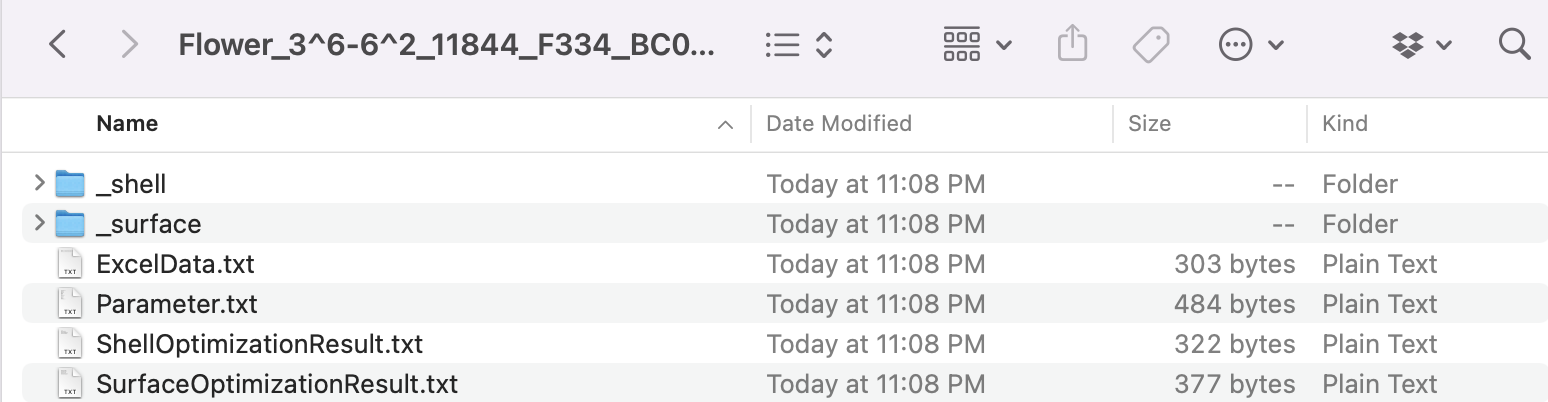 Flower_3^6-6^2_11844_F334_BC0...
Name Date Modified Size Kind
_shell Today at 11:08 PM -- Folder
_surface Today at 11:08 PM -- Folder
ExcelData.txt Today at 11:08 PM 303 bytes Plain Text
Parameter.txt Today at 11:08 PM 484 bytes Plain Text
ShellOptimizationResult.txt Today at 11:08 PM 322 bytes Plain Text
SurfaceOptimizationResult.txt Today at 11:08 PM 377 bytes Plain Text